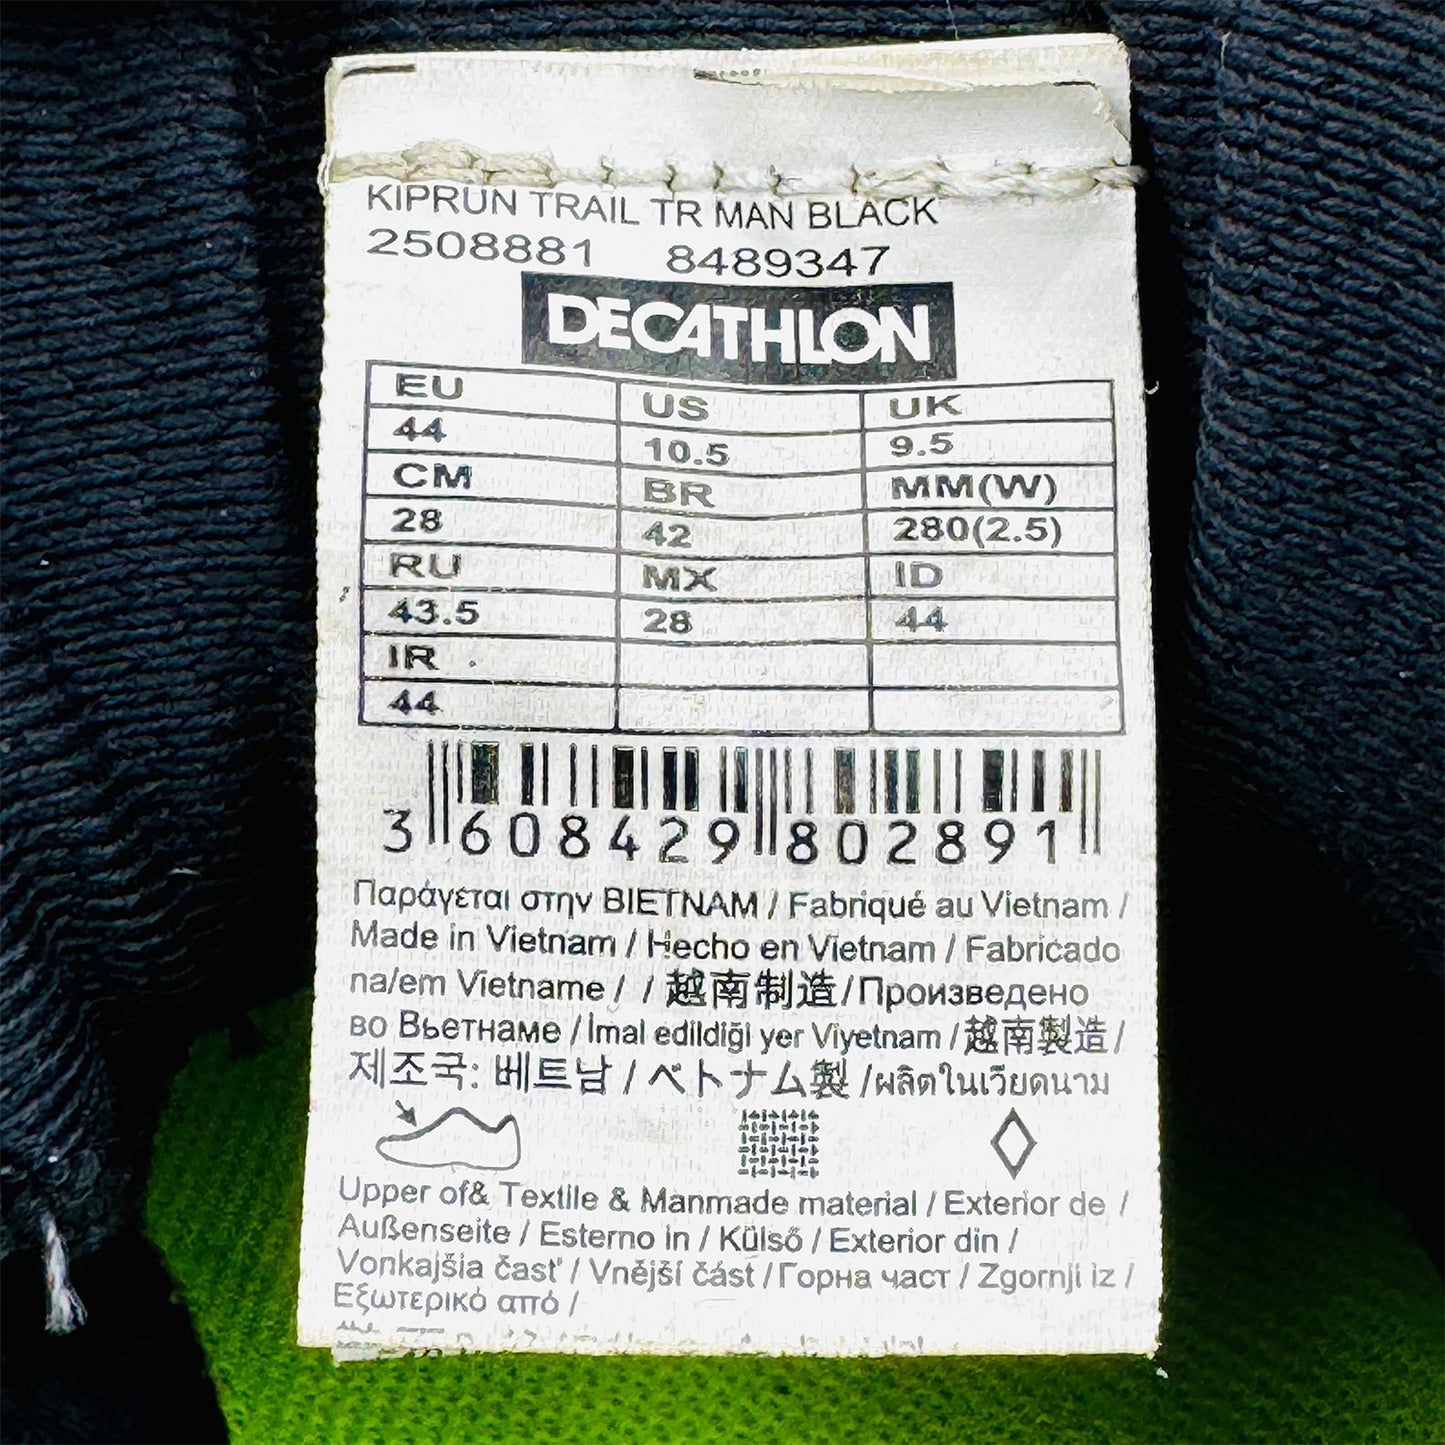 KIPRUN TRAIL TR MAN BLACK
2508881 8489347
DECATHLON
EU US UK
44 10.5 9.5
CM BR MM(W)
28 42 280(2.5)
RU MX ID
43.5 28 44
IR
44
3 608429 802891
Παράγεται στην ΒΙΕΤΝΑΜ / Fabriqué au Vietnam /
Made in Vietnam / Hecho en Vietnam / Fabricado
na/em Vietname / / 越南制造/Произведено
во Вьетнаме / İmal edildiği yer Viyetnam / 越南製造 /
제조국: 베트남 / ベトナム製 /ผลิตในเวียดนาม
Upper of& Textile & Manmade material / Exterior de /
Außenseite / Esterno in / Külső / Exterior din /
Vonkajšia časť / Vnější část / Горна част / Zgornji iz /
Εξωτερικό από /